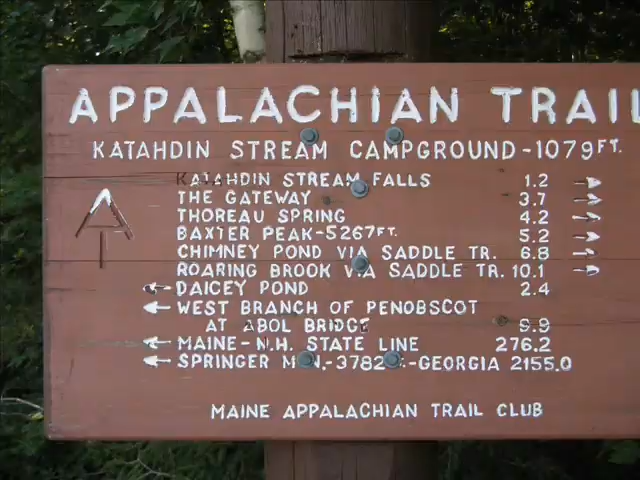 APPALACHIAN TRAIL
KATAHDIN STREAM CAMPGROUND-1079FT.
KATAHDIN STREAM FALLS 1.2
THE GATEWAY 3.7
THOREAU SPRING 4.2
BAXTER PEAK-5267FT. 5.2
CHIMNEY POND VIA SADDLE TR. 6.8
ROARING BROOK VIA SADDLE TR. 10.1
DAICEY POND 2.4
WEST BRANCH OF PENOBSCOT
AT ABOL BRIDGE 9.9
MAINE-N.H. STATE LINE 276.2
SPRINGER MTN.-3782FT.-GEORGIA 2155.0
MAINE APPALACHIAN TRAIL CLUB